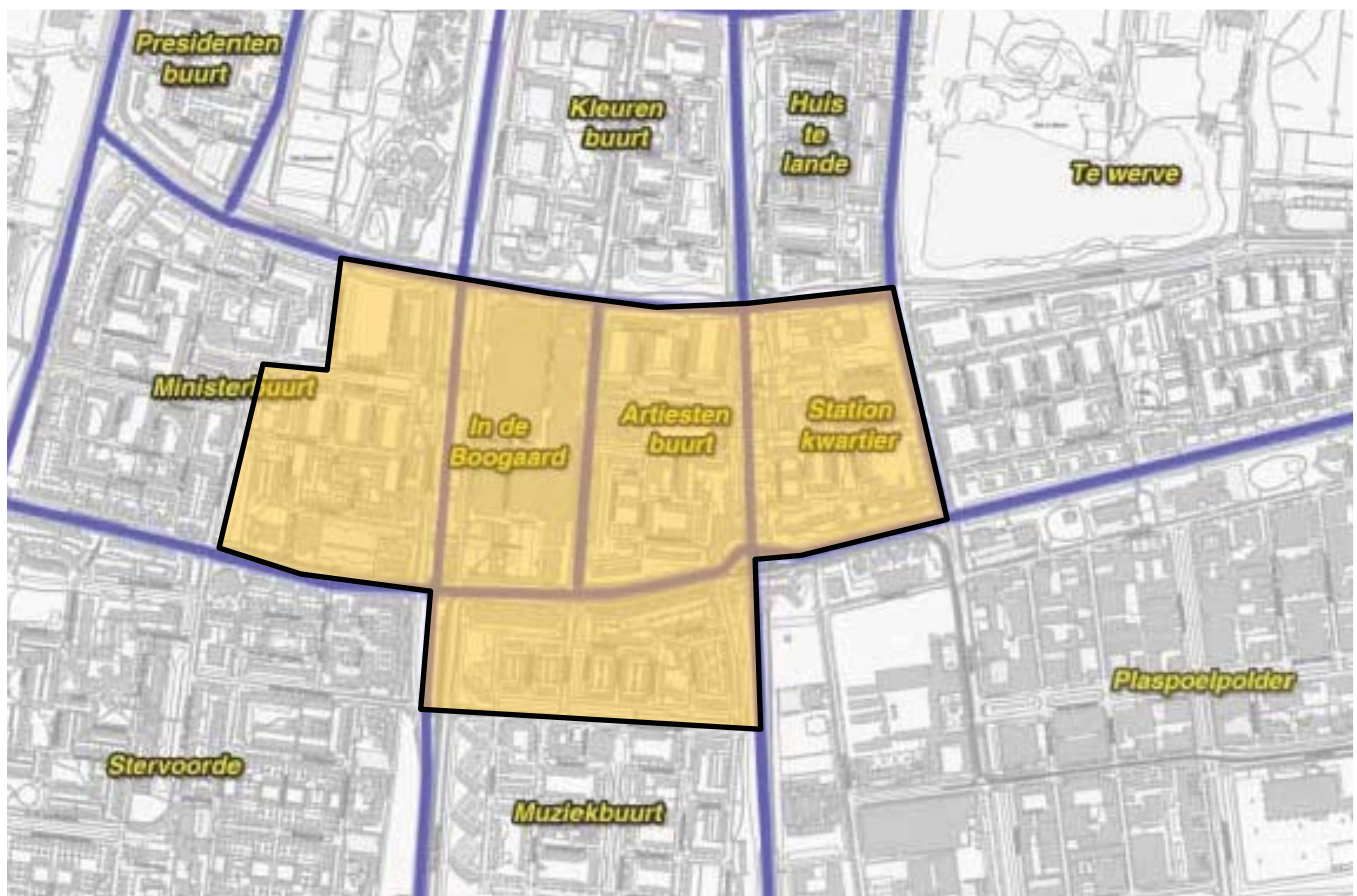 Presidenten
buurt
Kleuren
buurt
Huis
te
lande
Te werve
Ministerbuurt
In de
Boogaard
Artiesten
buurt
Station
kwartier
Plaspoelpolder
Stervoorde
Muziekbuurt